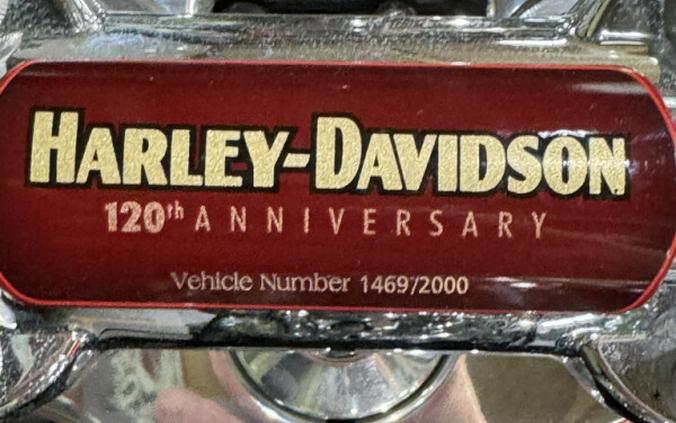 HARLEY-DAVIDSON
120th ANNIVERSARY
Vehicle Number 1469/2000